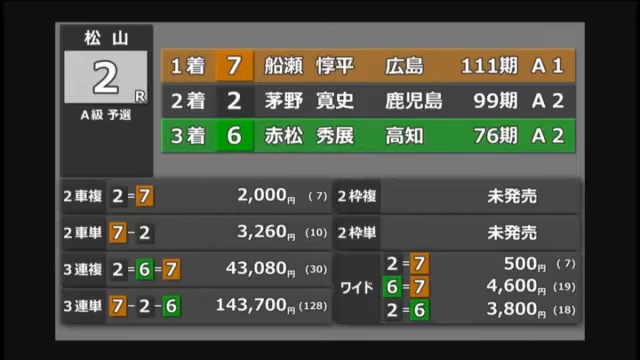 松山
2R
A級 予選
1着 7 船瀬 惇平 広島 111期 A1
2着 2 茅野 寛史 鹿児島 99期 A2
3着 6 赤松 秀展 高知 76期 A2
2車複 2=7 2,000円 (7)
2枠複 未発売
2車単 7-2 3,260円 (10)
2枠単 未発売
3連複 2=6=7 43,080円 (30)
3連単 7-2-6 143,700円 (128)
ワイド
2=7 500円 (7)
6=7 4,600円 (19)
2=6 3,800円 (18)